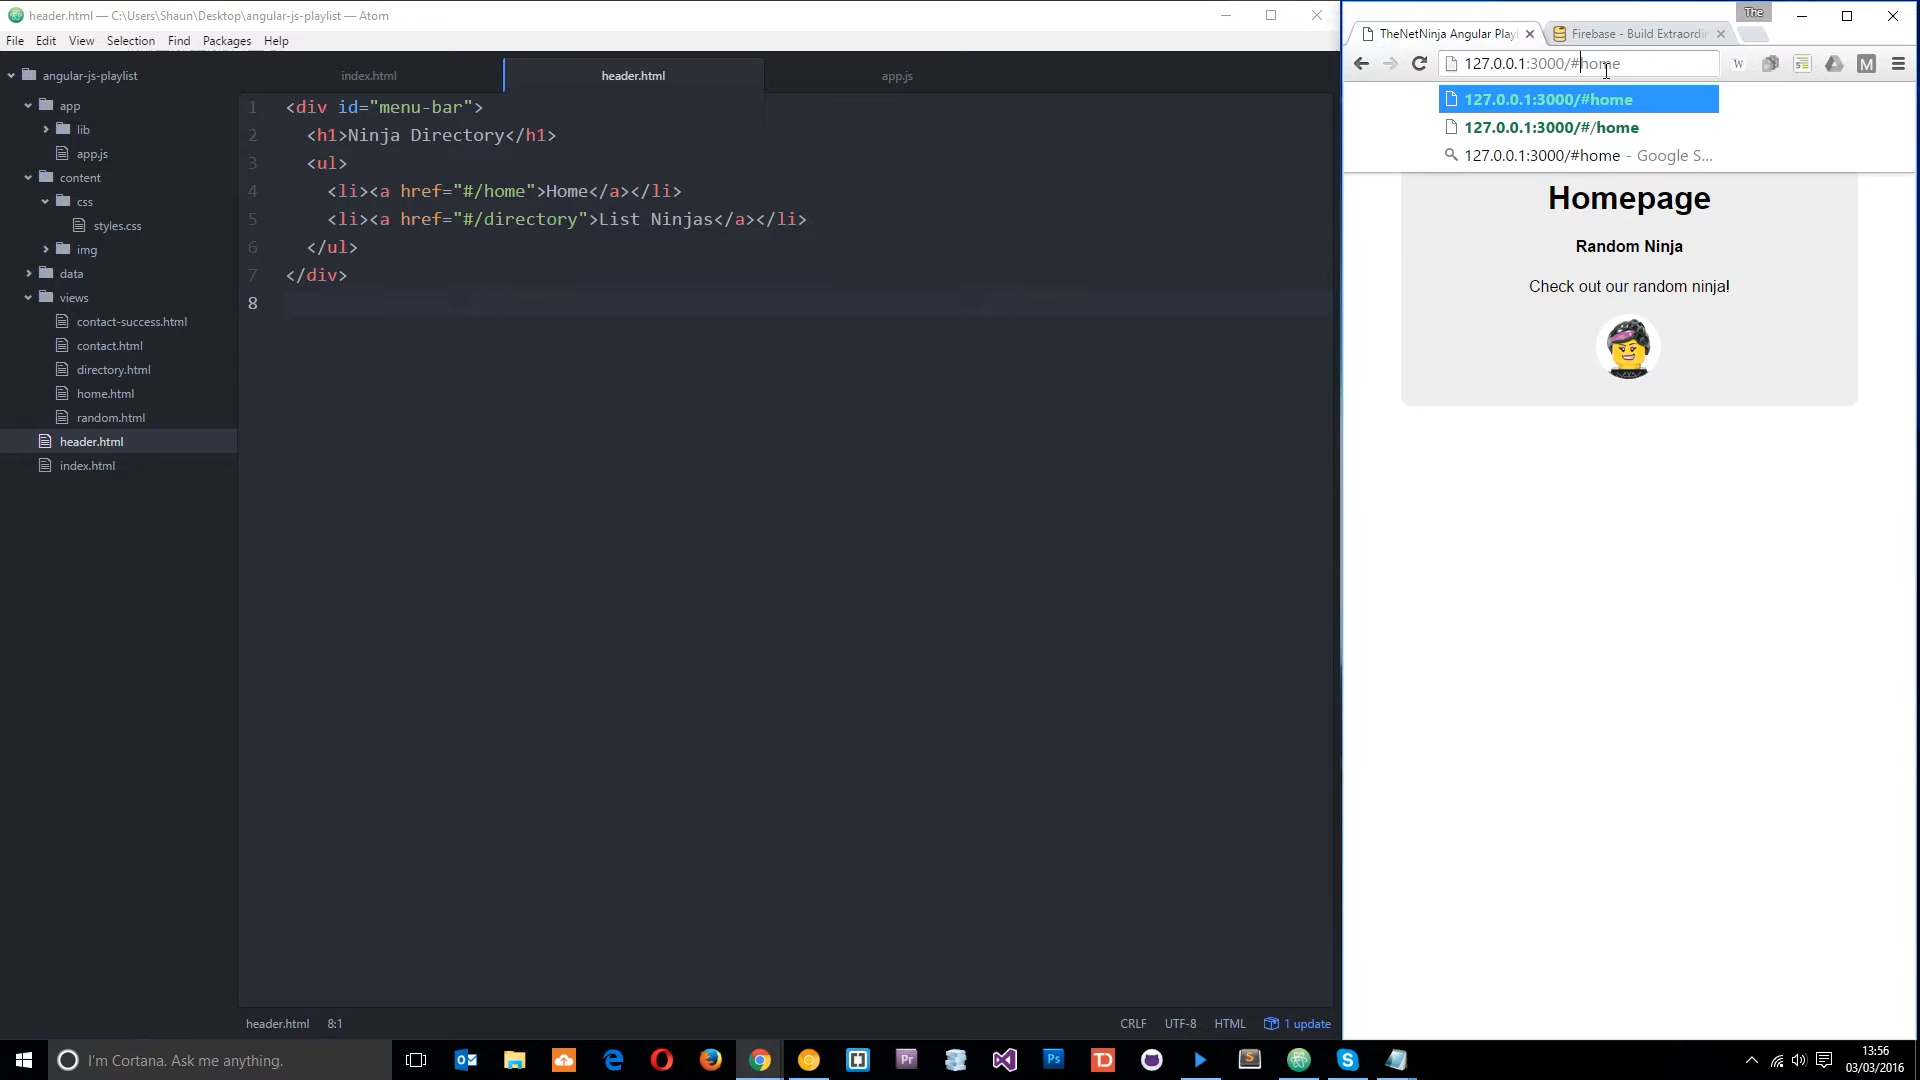 header.html — C:\Users\Shaun\Desktop\angular-js-playlist — Atom
File Edit View Selection Find Packages Help
angular-js-playlist
app
lib
app.js
content
css
styles.css
img
data
views
contact-success.html
contact.html
directory.html
home.html
random.html
header.html
index.html
index.html header.html app.js
1 <div id="menu-bar">
2 <h1>Ninja Directory</h1>
3 <ul>
4 <li><a href="#/home">Home</a></li>
5 <li><a href="#/directory">List Ninjas</a></li>
6 </ul>
7 </div>
8
header.html 8:1 CRLF UTF-8 HTML 1 update
The
TheNetNinja Angular Play Firebase - Build Extraordin
127.0.0.1:3000/#home
W M
127.0.0.1:3000/#home
127.0.0.1:3000/#/home
127.0.0.1:3000/#home - Google S...
Homepage
Random Ninja
Check out our random ninja!
I'm Cortana. Ask me anything.
Pr Ps TD S
13:56
03/03/2016